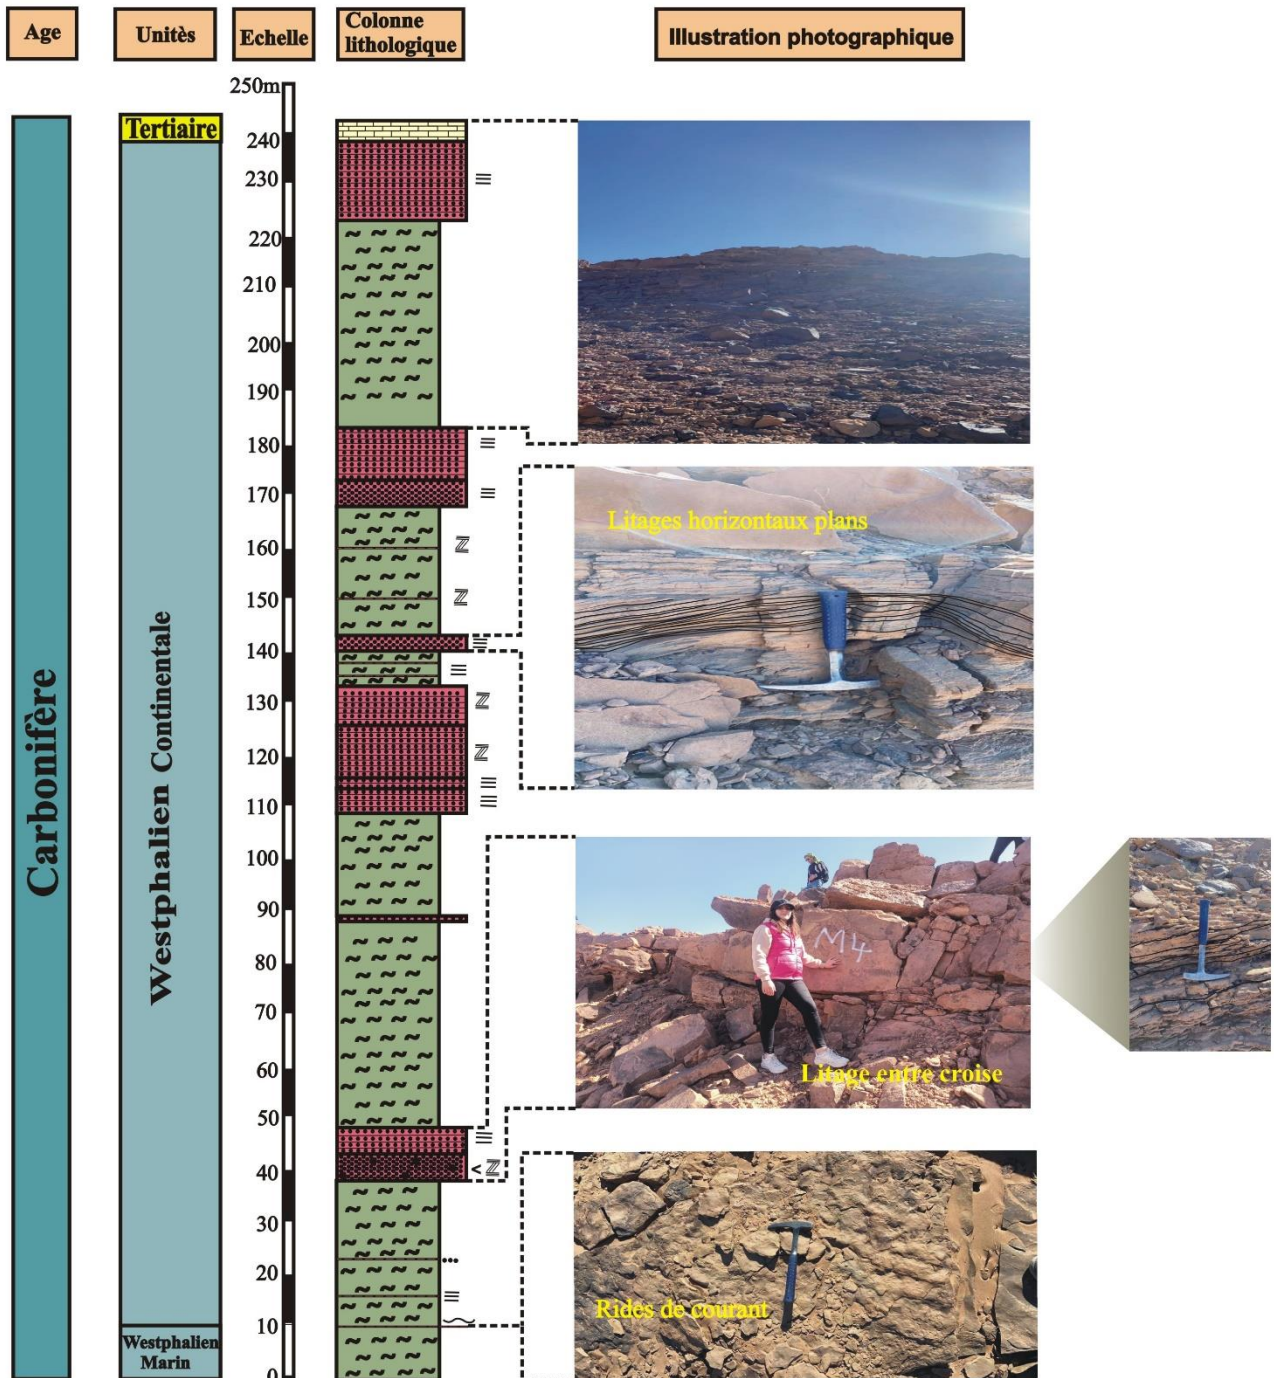 Age
Unitès
Echelle
Colonne
lithologique
Illustration photographique
250m
240
230
220
210
200
190
180
170
160
150
140
130
120
110
100
90
80
70
60
50
40
30
20
10
0
Carbonifère
Tertiaire
Westphalien Continentale
Westphalien
Marin
Litages horizontaux plans
M4
Litage entre croise
Rides de courant